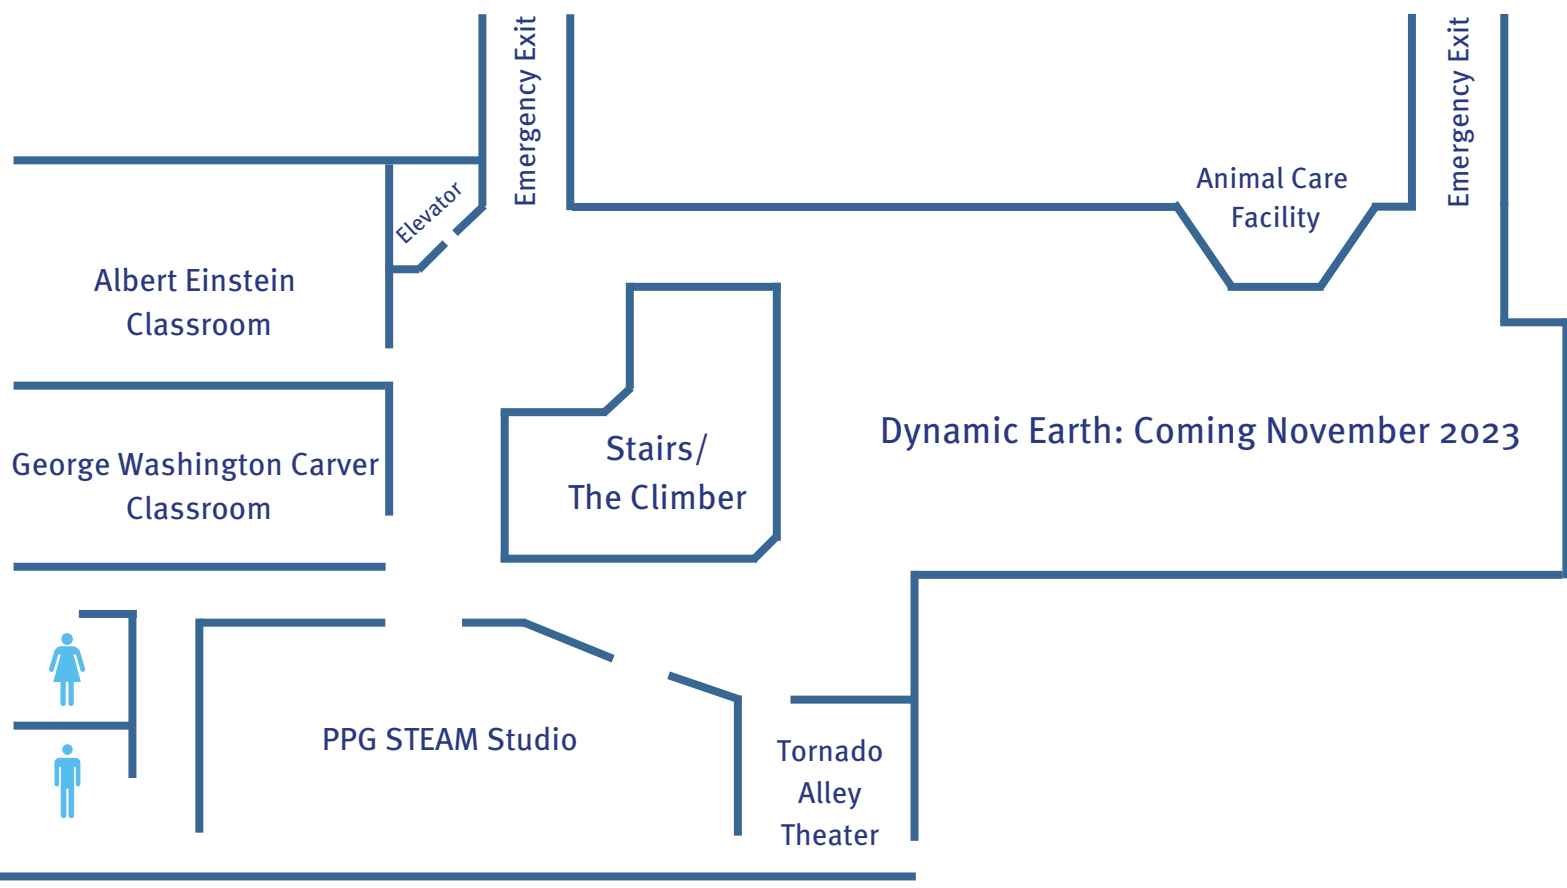 Emergency Exit
Emergency Exit
Animal Care
Facility
Elevator
Albert Einstein
Classroom
Dynamic Earth: Coming November 2023
Stairs/
The Climber
George Washington Carver
Classroom
PPG STEAM Studio
Tornado
Alley
Theater